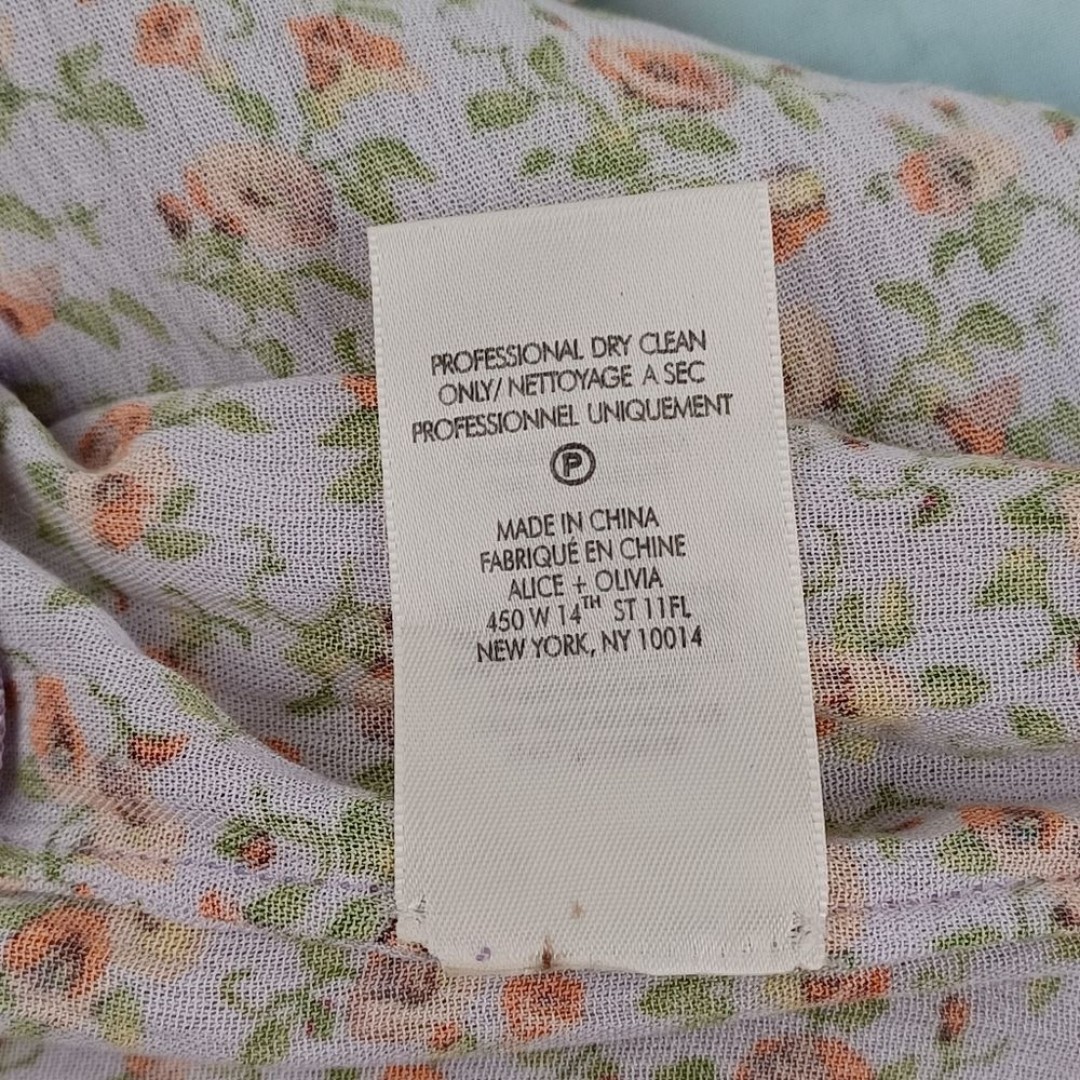 PROFESSIONAL DRY CLEAN
ONLY/ NETTOYAGE A SEC
PROFESSIONNEL UNIQUEMENT
P
MADE IN CHINA
FABRIQUÉ EN CHINE
ALICE + OLIVIA
450 W 14TH ST 11FL
NEW YORK, NY 10014